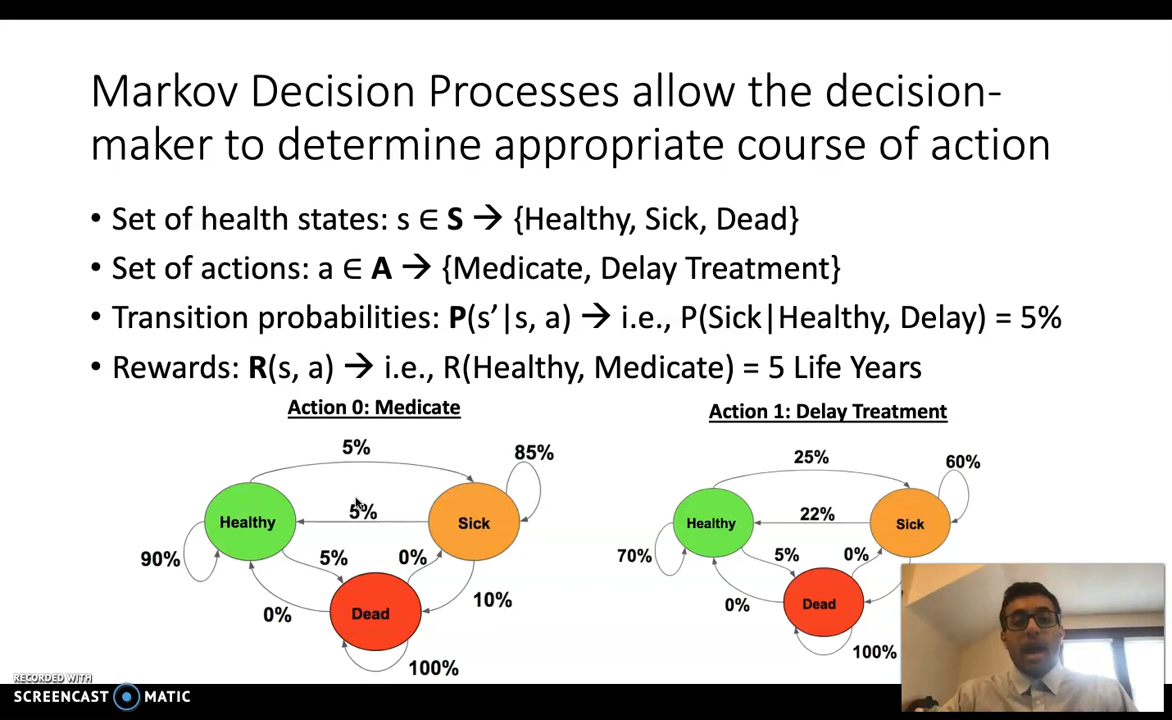 Markov Decision Processes allow the decision-
maker to determine appropriate course of action
• Set of health states: s ∈ S → {Healthy, Sick, Dead}
• Set of actions: a ∈ A → {Medicate, Delay Treatment}
• Transition probabilities: P(s’|s, a) → i.e., P(Sick|Healthy, Delay) = 5%
• Rewards: R(s, a) → i.e., R(Healthy, Medicate) = 5 Life Years
Action 0: Medicate
5%
85%
Healthy
5%
Sick
90%
5%
0%
0%
Dead
10%
100%
Action 1: Delay Treatment
25%
60%
Healthy
22%
Sick
70%
5%
0%
0%
Dead
100%
RECORDED WITH
SCREENCAST MATIC